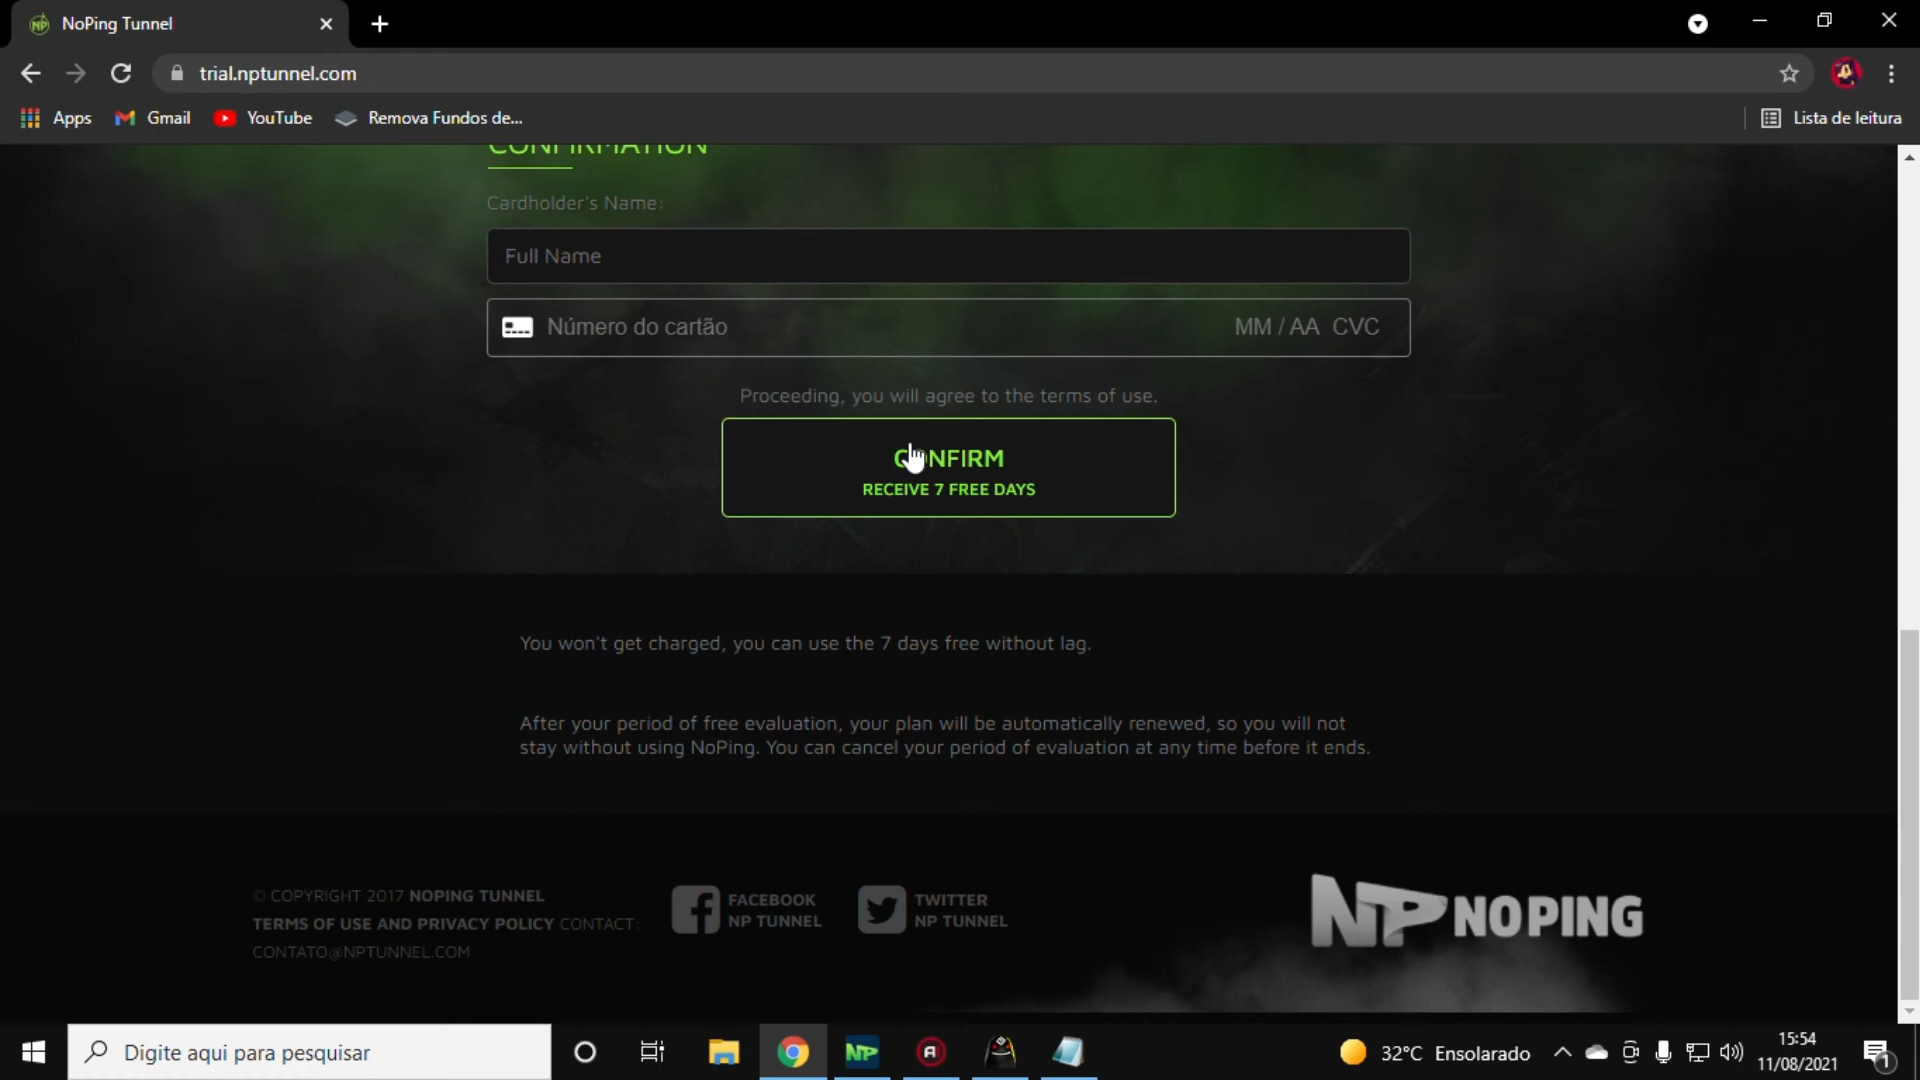 NoPing Tunnel
trial.nptunnel.com
Apps Gmail YouTube Remova Fundos de... Lista de leitura
CONFIRMATION
Cardholder's Name:
Full Name
Número do cartão MM / AA CVC
Proceeding, you will agree to the terms of use.
CONFIRM
RECEIVE 7 FREE DAYS
You won't get charged, you can use the 7 days free without lag.
After your period of free evaluation, your plan will be automatically renewed, so you will not
stay without using NoPing. You can cancel your period of evaluation at any time before it ends.
© COPYRIGHT 2017 NOPING TUNNEL
TERMS OF USE AND PRIVACY POLICY CONTACT:
CONTATO@NPTUNNEL.COM
FACEBOOK
NP TUNNEL
TWITTER
NP TUNNEL
NP NOPING
Digite aqui para pesquisar
NP
32°C Ensolarado
15:54
11/08/2021
1